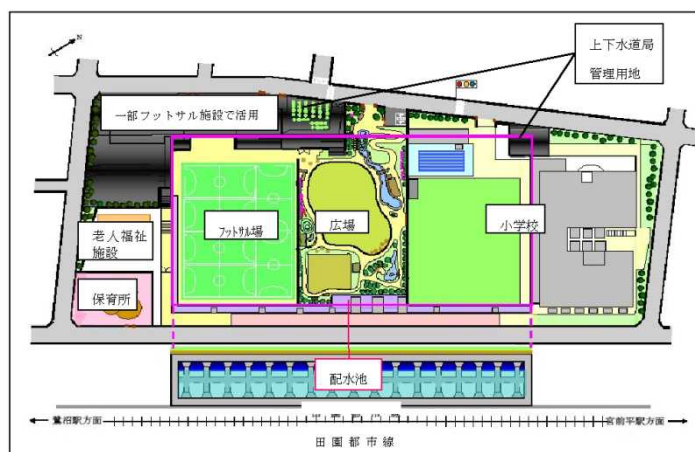 N
上下水道局
管理用地
一部フットサル施設で活用
フットサル場
広場
小学校
老人福祉
施設
保育所
配水池
鷺沼駅方面
宮前平駅方面
田園都市線